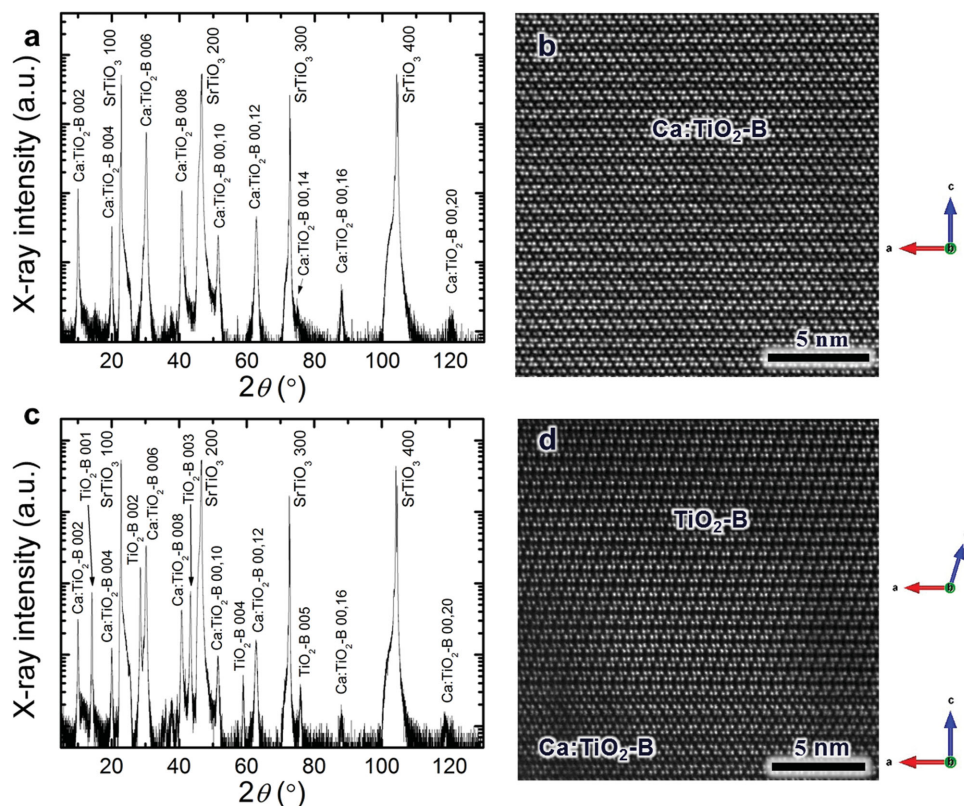 a
X-ray intensity (a.u.)
Ca:TiO₂-B 002
Ca:TiO₂-B 004
SrTiO₃ 100
Ca:TiO₂-B 006
Ca:TiO₂-B 008
SrTiO₃ 200
Ca:TiO₂-B 00,10
Ca:TiO₂-B 00,12
SrTiO₃ 300
Ca:TiO₂-B 00,14
Ca:TiO₂-B 00,16
SrTiO₃ 400
Ca:TiO₂-B 00,20
20 40 60 80 100 120
2θ (°)
b
Ca:TiO₂-B
5 nm
c
a b
c
X-ray intensity (a.u.)
Ca:TiO₂-B 002
TiO₂-B 001
Ca:TiO₂-B 004
SrTiO₃ 100
TiO₂-B 002
Ca:TiO₂-B 006
Ca:TiO₂-B 008
TiO₂-B 003
SrTiO₃ 200
Ca:TiO₂-B 00,10
TiO₂-B 004
Ca:TiO₂-B 00,12
SrTiO₃ 300
TiO₂-B 005
Ca:TiO₂-B 00,16
SrTiO₃ 400
Ca:TiO₂-B 00,20
20 40 60 80 100 120
2θ (°)
d
TiO₂-B
Ca:TiO₂-B
5 nm
c
a b
c
a b